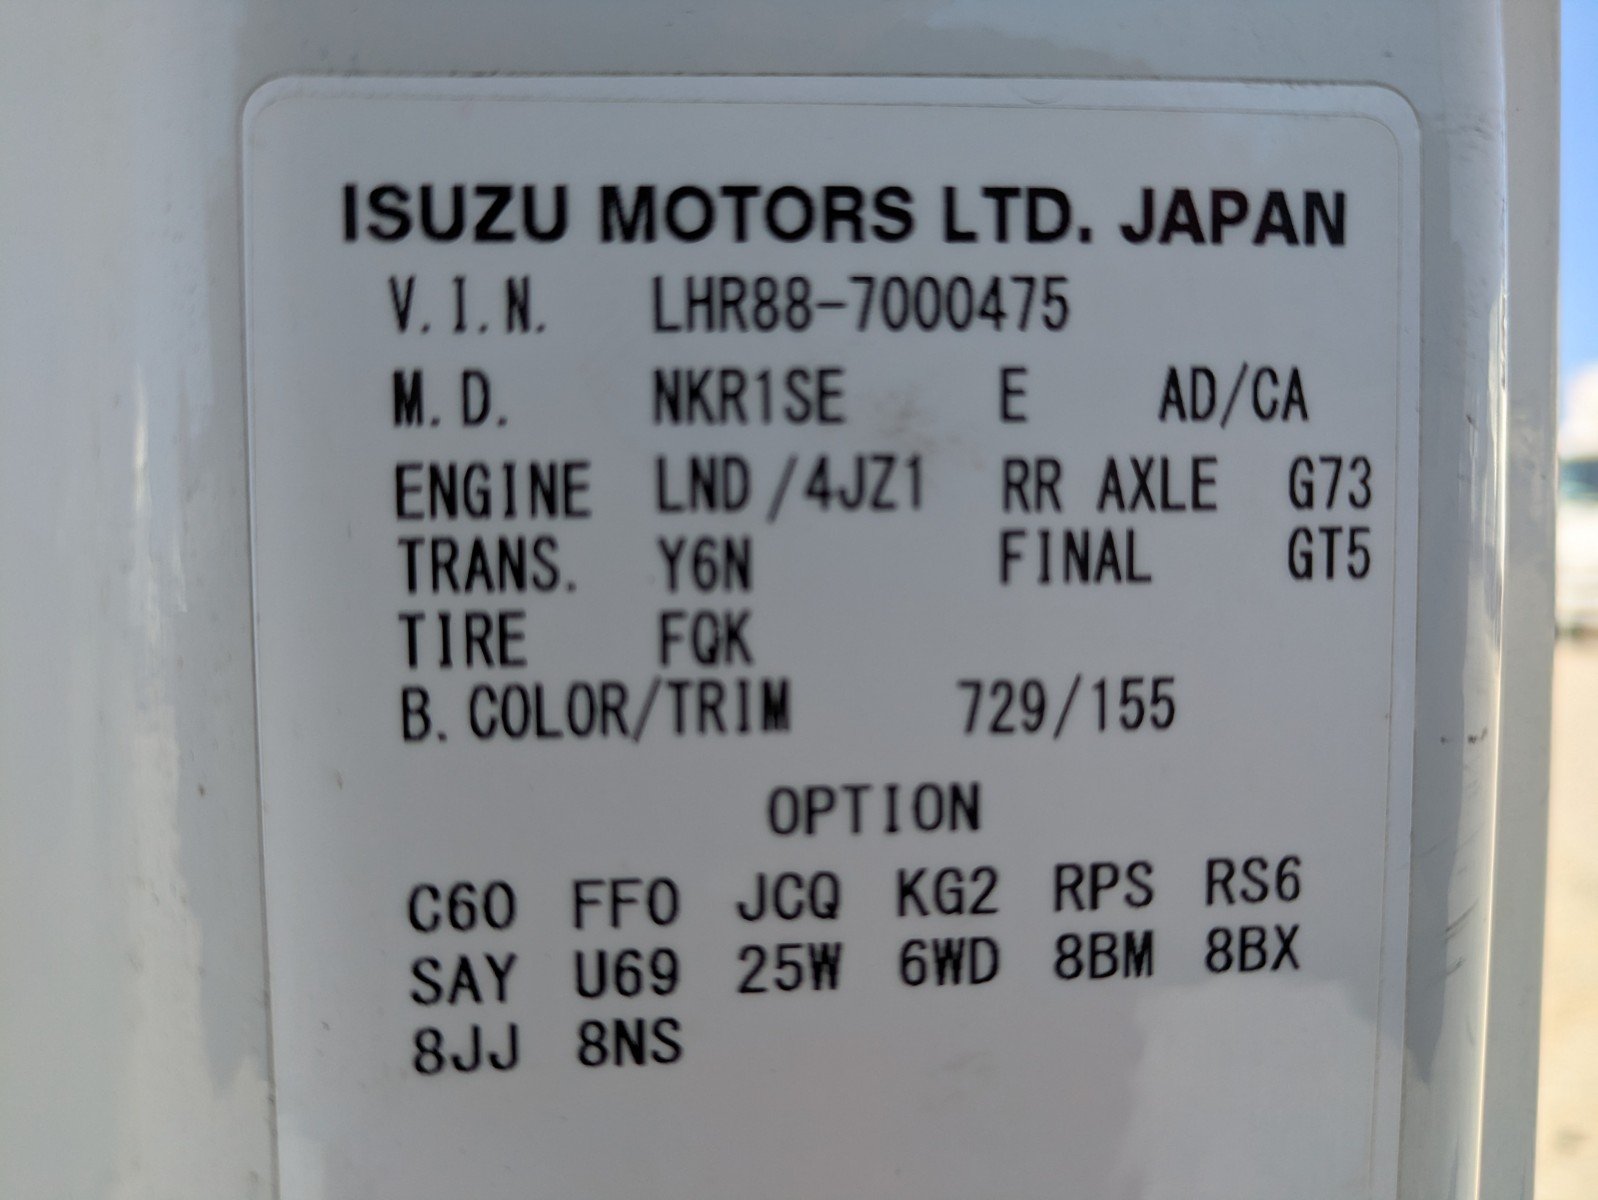 ISUZU MOTORS LTD. JAPAN
V.I.N. LHR88-7000475
M.D. NKR1SE E AD/CA
ENGINE LND/4JZ1 RR AXLE G73
TRANS. Y6N FINAL GT5
TIRE FQK
B.COLOR/TRIM 729/155
OPTION
C60 FF0 JCQ KG2 RPS RS6
SAY U69 25W 6WD 8BM 8BX
8JJ 8NS